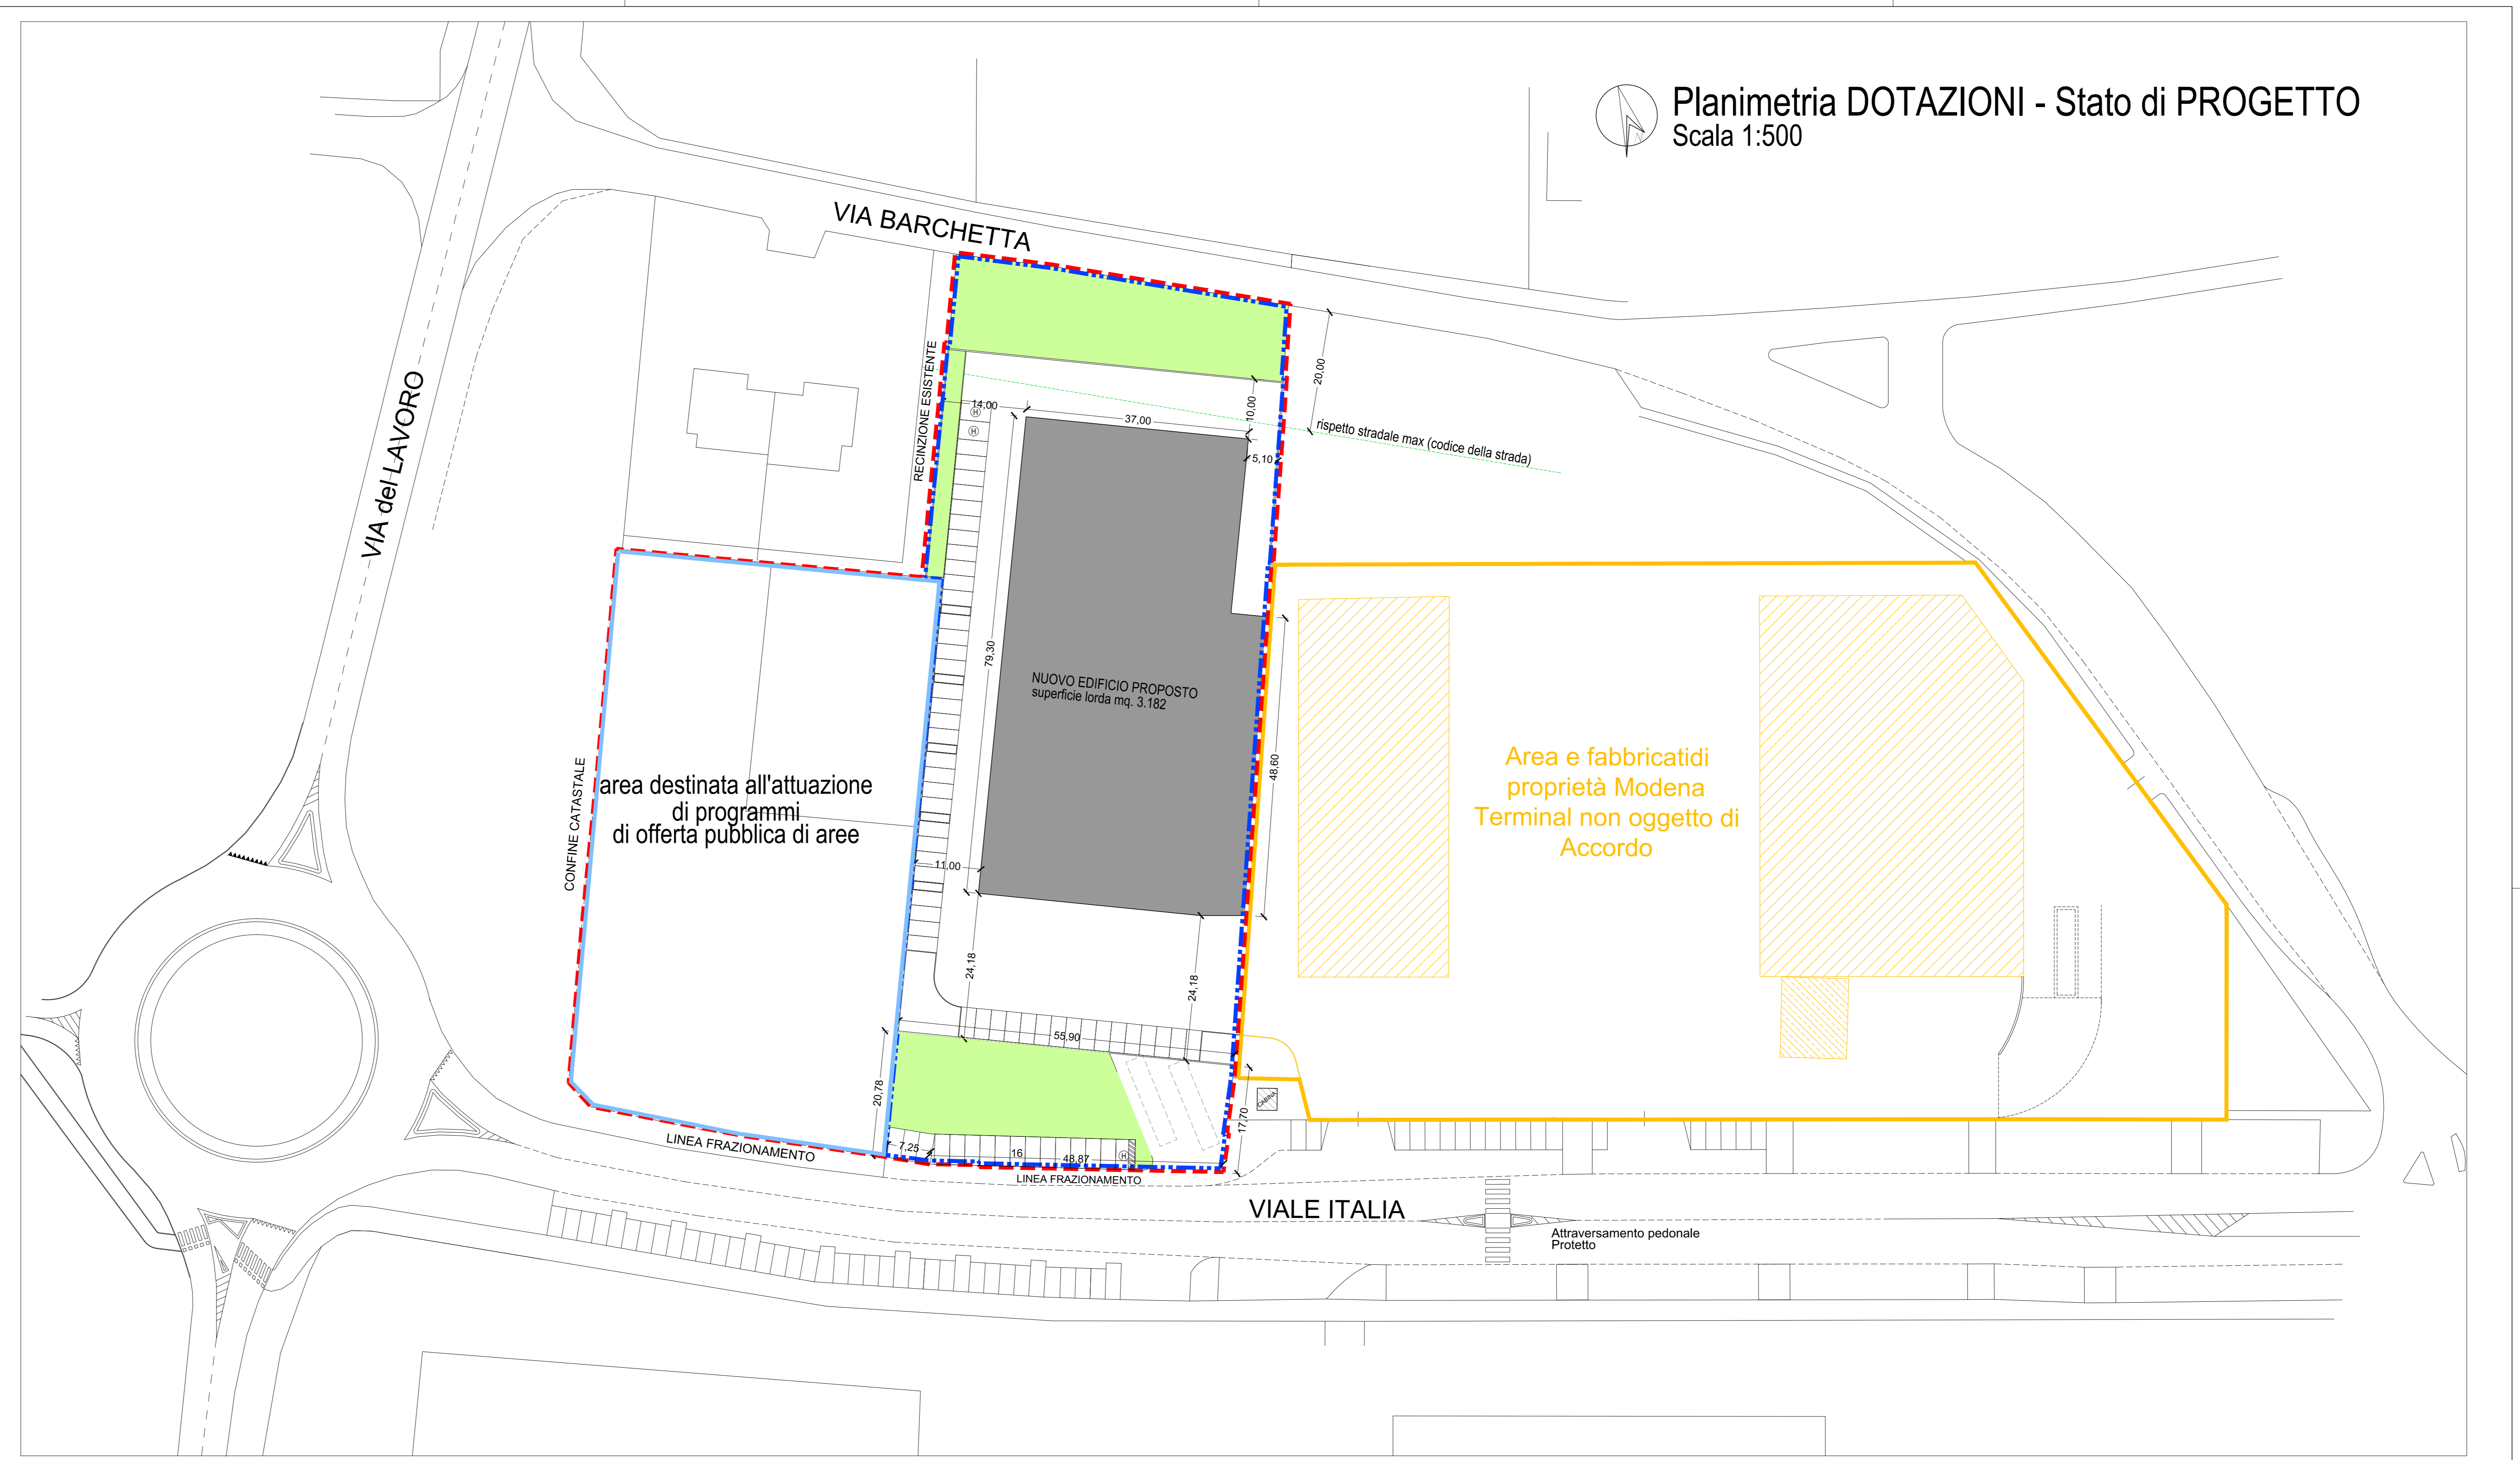 Planimetria DOTAZIONI - Stato di PROGETTO
Scala 1:500
N
VIA BARCHETTA
VIA del LAVORO
RECINZIONE ESISTENTE
20,00
14,00
H
H
37,00
10,00
5,10
rispetto stradale max (codice della strada)
79,30
NUOVO EDIFICIO PROPOSTO
superficie lorda mq. 3.182
48,60
CONFINE CATASTALE
area destinata all'attuazione
di programmi
di offerta pubblica di aree
Area e fabbricatidi
proprietà Modena
Terminal non oggetto di
Accordo
11,00
24,18
24,18
55,90
20,78
17,70
CABINA
7,25
16
48,87
H
LINEA FRAZIONAMENTO
LINEA FRAZIONAMENTO
VIALE ITALIA
Attraversamento pedonale
Protetto